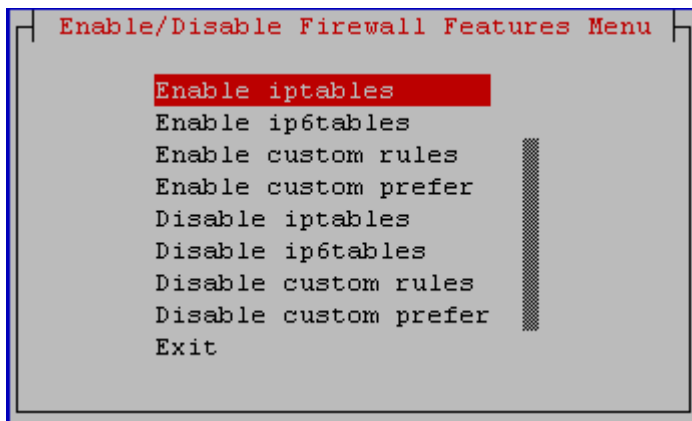 Enable/Disable Firewall Features Menu
Enable iptables
Enable ip6tables
Enable custom rules
Enable custom prefer
Disable iptables
Disable ip6tables
Disable custom rules
Disable custom prefer
Exit